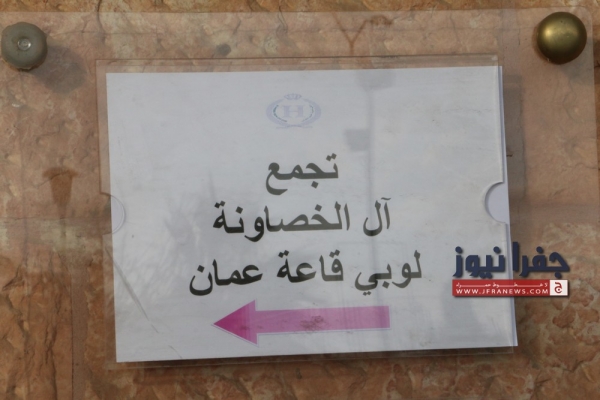 تجمع
آل الخصاونة
لوبي قاعة عمان
جفرا نيوز
WWW.JFRANEWS.COM